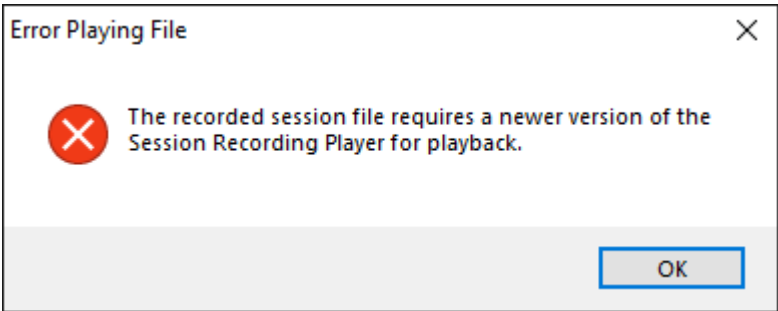 Error Playing File
The recorded session file requires a newer version of the
Session Recording Player for playback.
OK